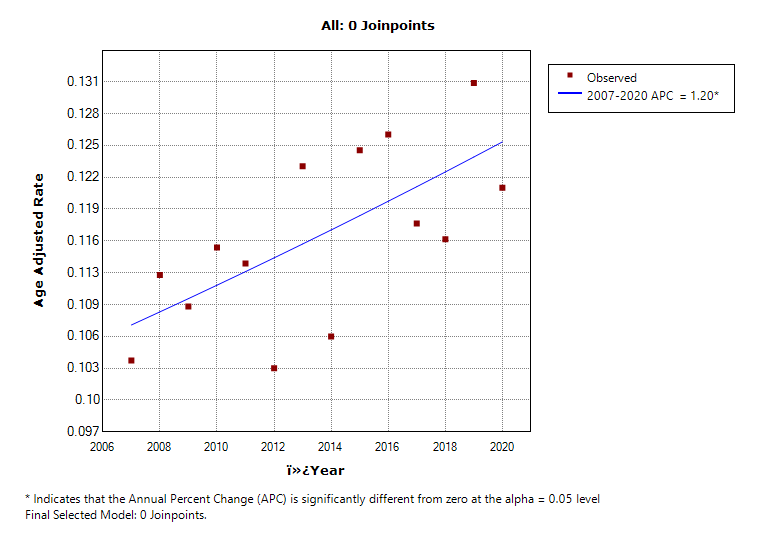 All: 0 Joinpoints
Observed
2007-2020 APC = 1.20*
Age Adjusted Rate
0.131
0.128
0.125
0.122
0.119
0.116
0.113
0.109
0.106
0.103
0.10
0.097
2006 2008 2010 2012 2014 2016 2018 2020
ï»¿Year
* Indicates that the Annual Percent Change (APC) is significantly different from zero at the alpha = 0.05 level
Final Selected Model: 0 Joinpoints.